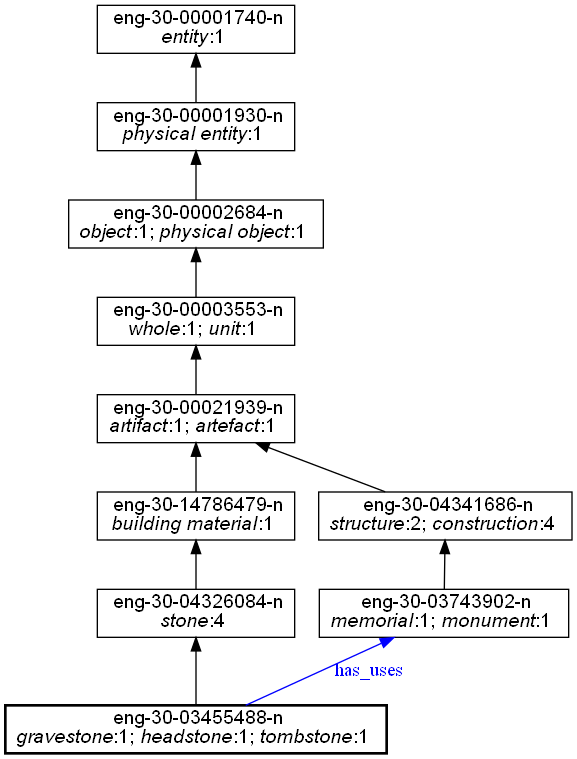 eng-30-00001740-n
entity:1
eng-30-00001930-n
physical entity:1
eng-30-00002684-n
object:1; physical object:1
eng-30-00003553-n
whole:1; unit:1
eng-30-00021939-n
artifact:1; artefact:1
eng-30-14786479-n
building material:1
eng-30-04341686-n
structure:2; construction:4
eng-30-04326084-n
stone:4
eng-30-03743902-n
memorial:1; monument:1
has_uses
eng-30-03455488-n
gravestone:1; headstone:1; tombstone:1